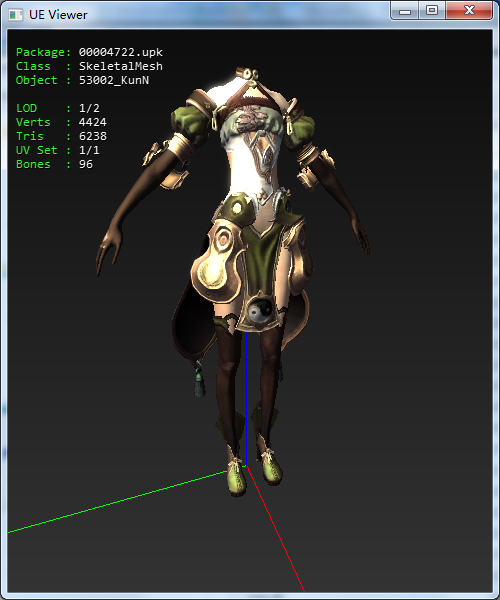 UE Viewer
Package: 00004722.upk
Class : SkeletalMesh
Object : 53002_KunN
LOD : 1/2
Verts : 4424
Tris : 6238
UV Set : 1/1
Bones : 96